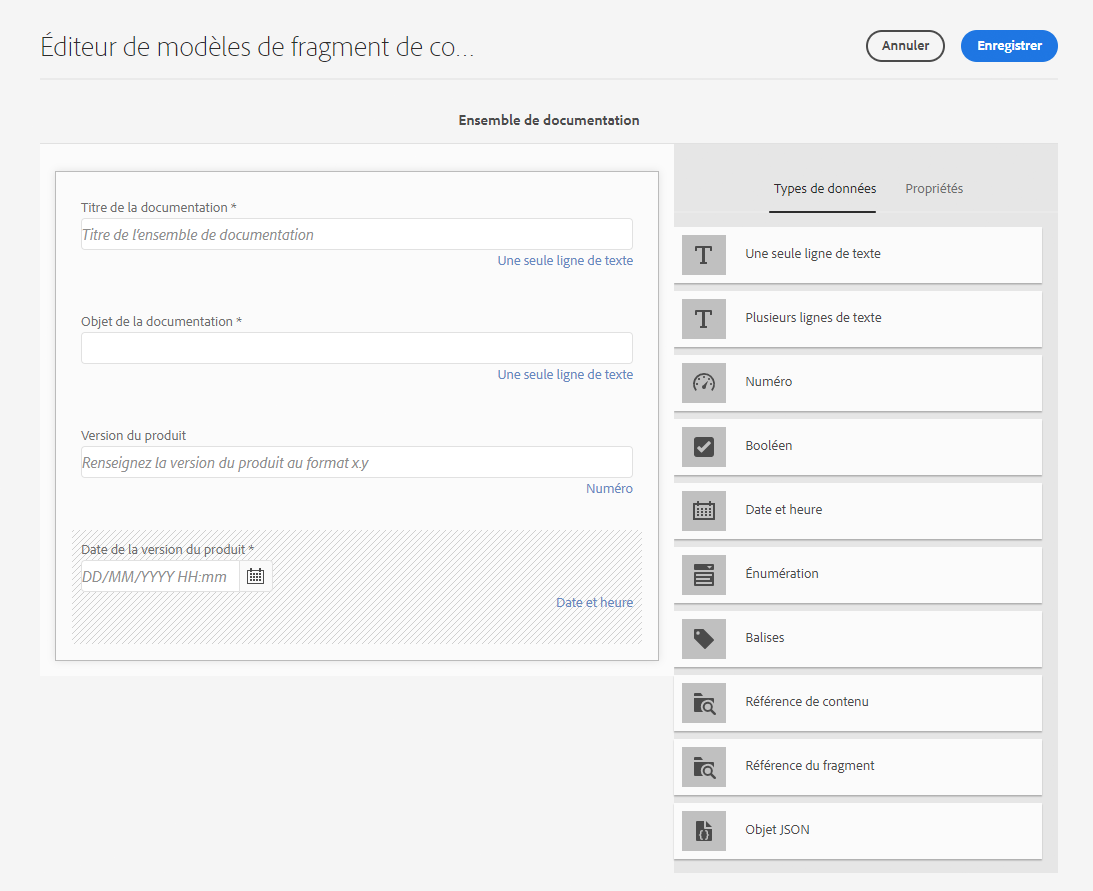 Éditeur de modèles de fragment de co...
Annuler
Enregistrer
Ensemble de documentation
Titre de la documentation *
Titre de l'ensemble de documentation
Une seule ligne de texte
Objet de la documentation *
Une seule ligne de texte
Version du produit
Renseignez la version du produit au format x.y
Numéro
Date de la version du produit *
DD/MM/YYYY HH:mm
Date et heure
Types de données
Propriétés
Une seule ligne de texte
Plusieurs lignes de texte
Numéro
Booléen
Date et heure
Énumération
Balises
Référence de contenu
Référence du fragment
Objet JSON